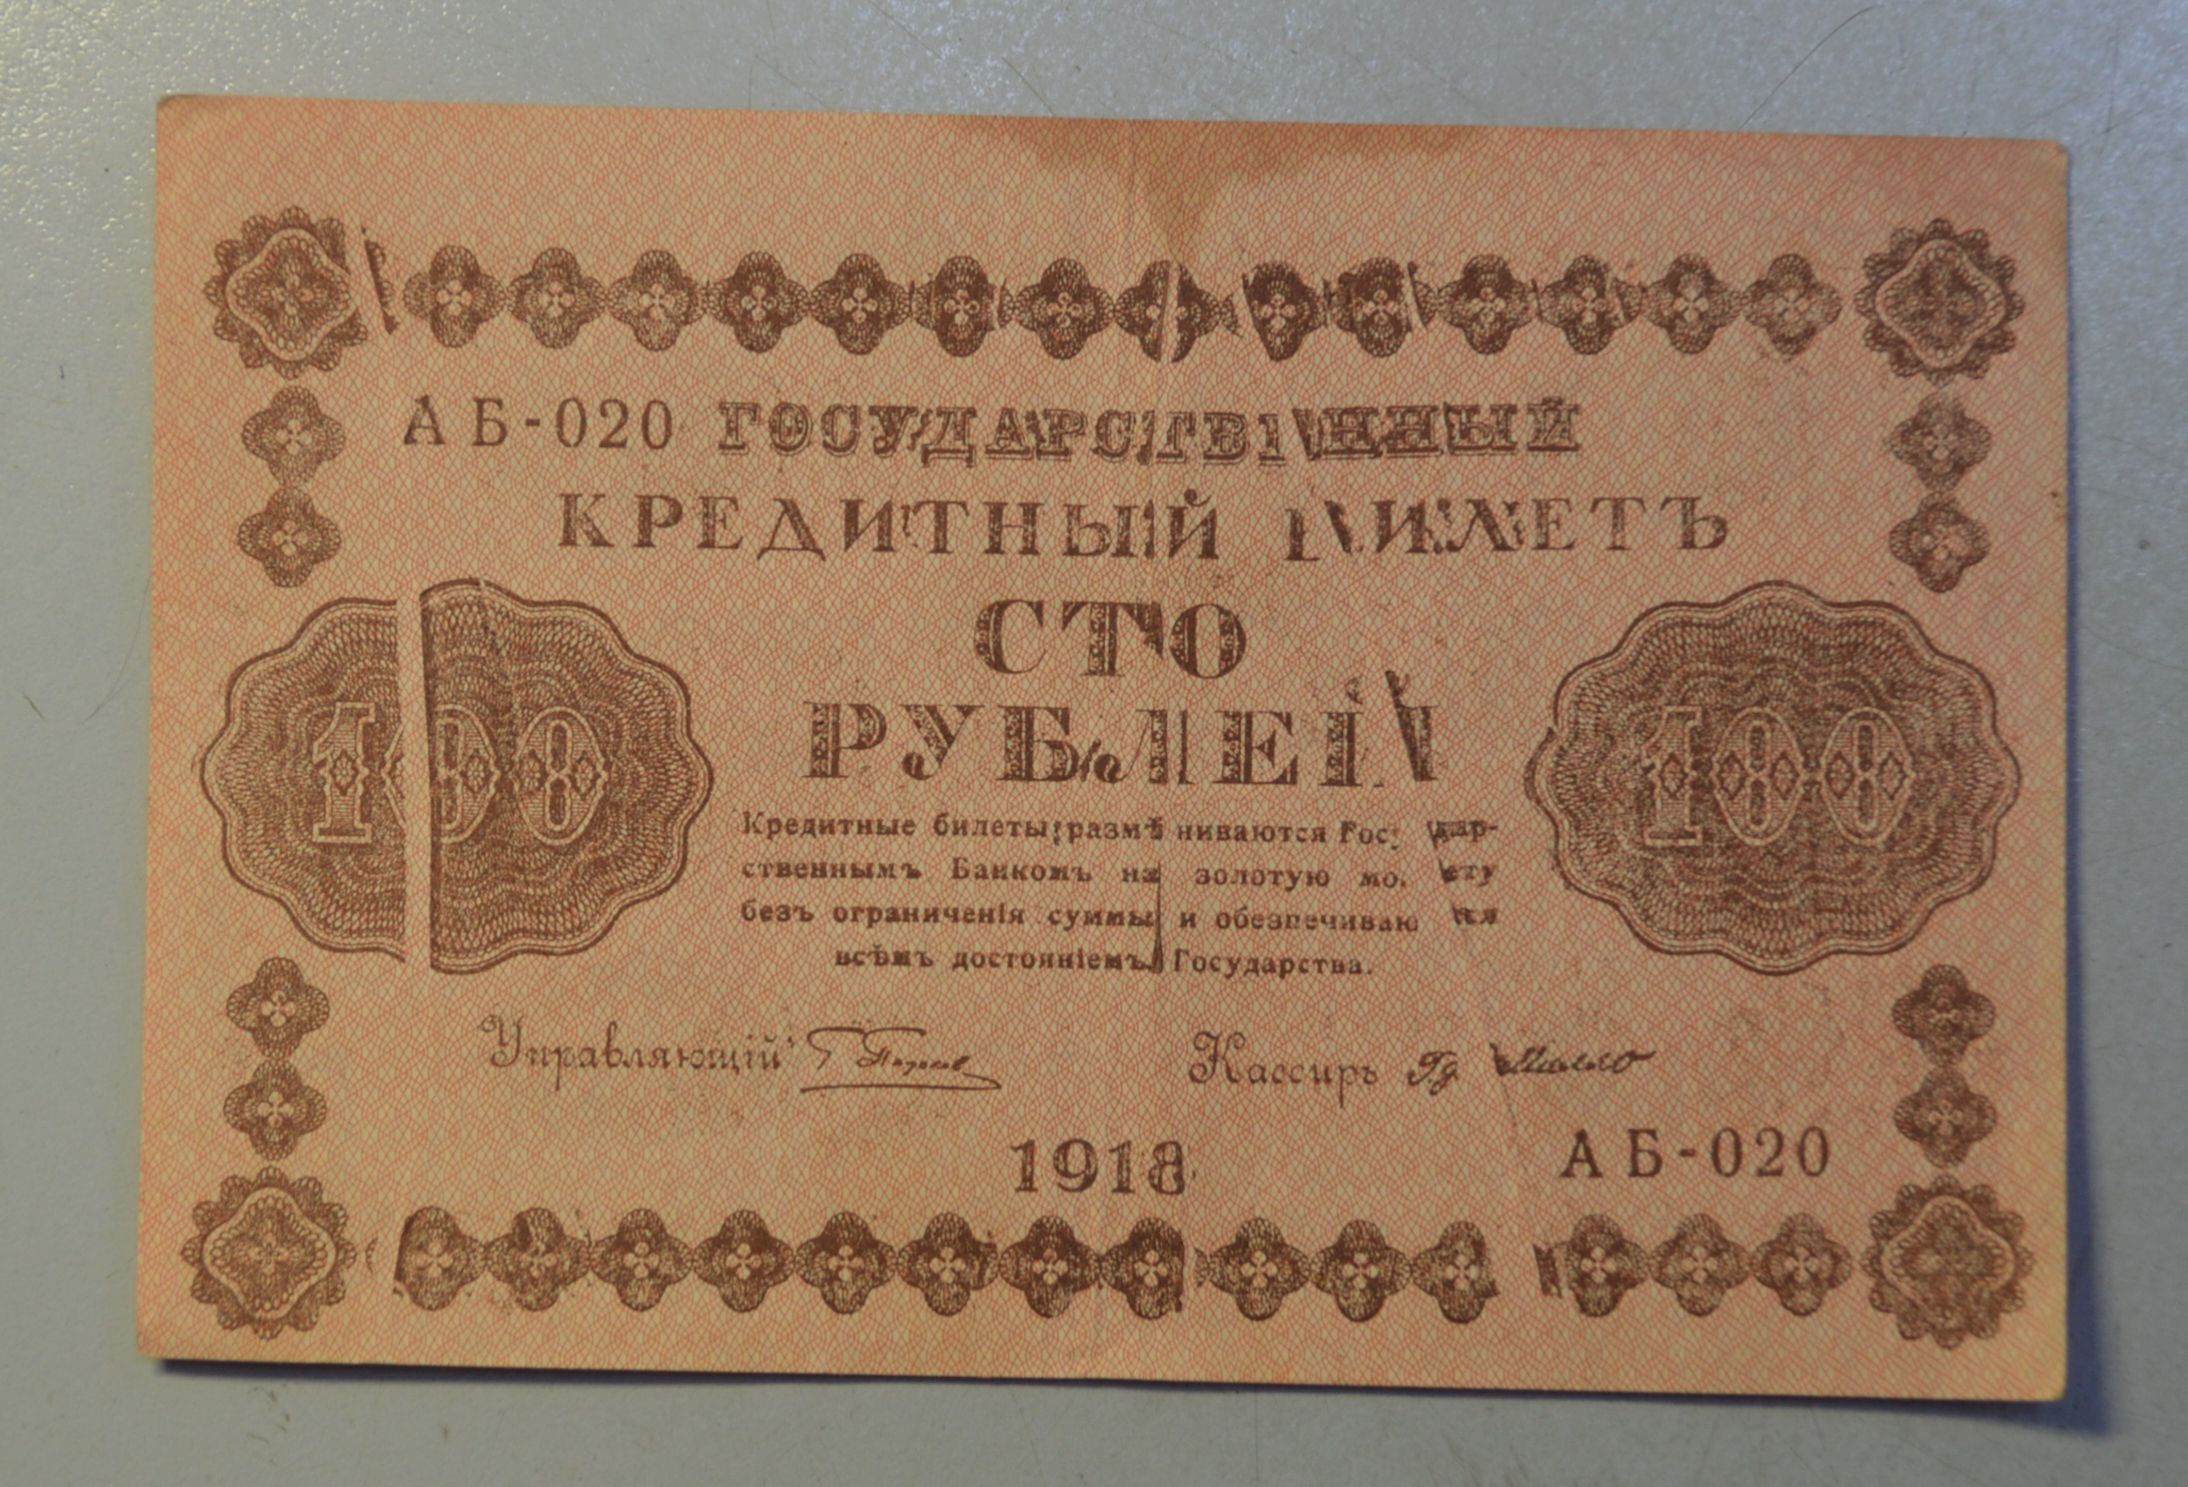 АБ-020 ГОСУДАРСТВЕННЫЙ
КРЕДИТНЫЙ БИЛЕТЪ
СТО
РУБЛЕЙ
100
100
Кредитные билеты размѣниваются Государ-
ственнымъ Банкомъ на золотую монету
безъ ограниченія суммы и обезпечиваются
всѣмъ достояніемъ Государства.
Управляющій Кассиръ
1918
АБ-020